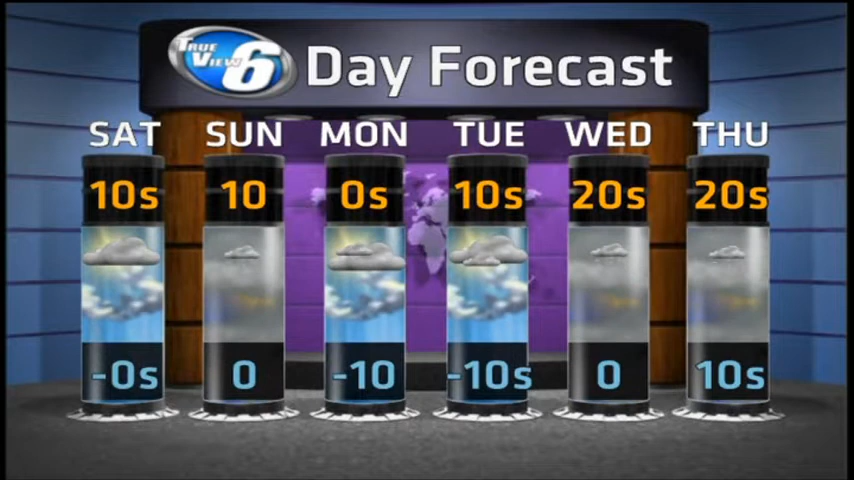 TRUE VIEW 6 Day Forecast
SAT SUN MON TUE WED THU
10s 10 0s 10s 20s 20s
-0s 0 -10 -10s 0 10s